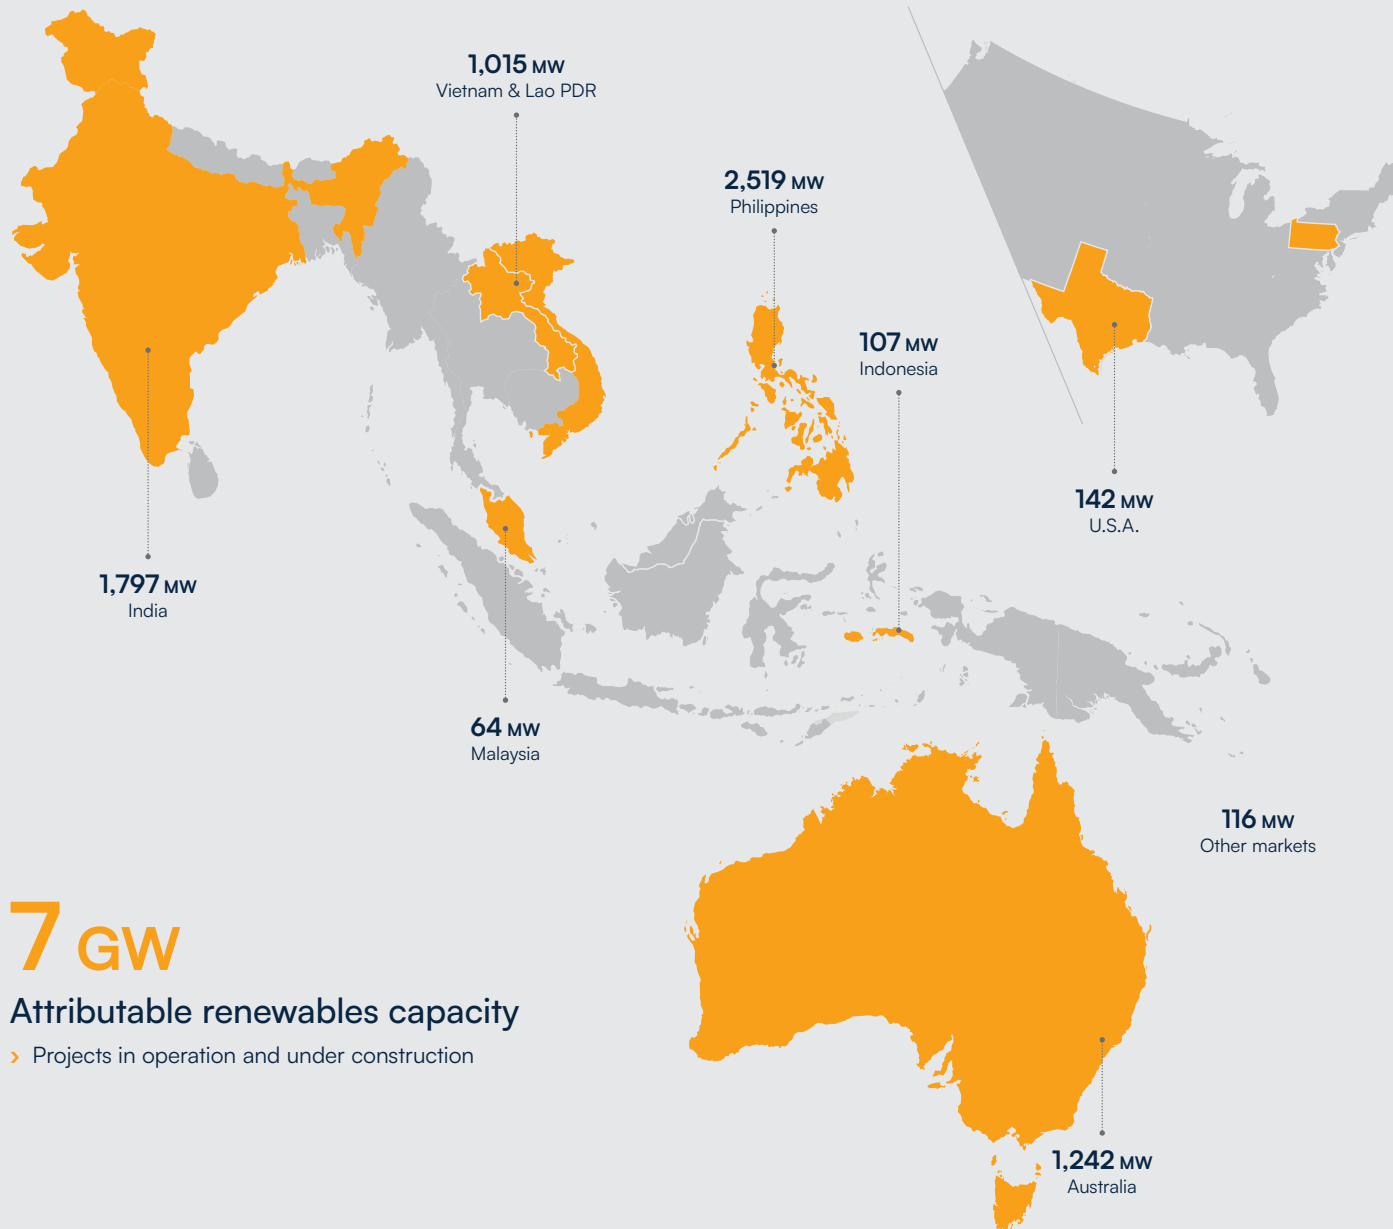 1,015 MW
Vietnam & Lao PDR
2,519 MW
Philippines
107 MW
Indonesia
142 MW
U.S.A.
1,797 MW
India
64 MW
Malaysia
116 MW
Other markets
7 GW
Attributable renewables capacity
› Projects in operation and under construction
1,242 MW
Australia